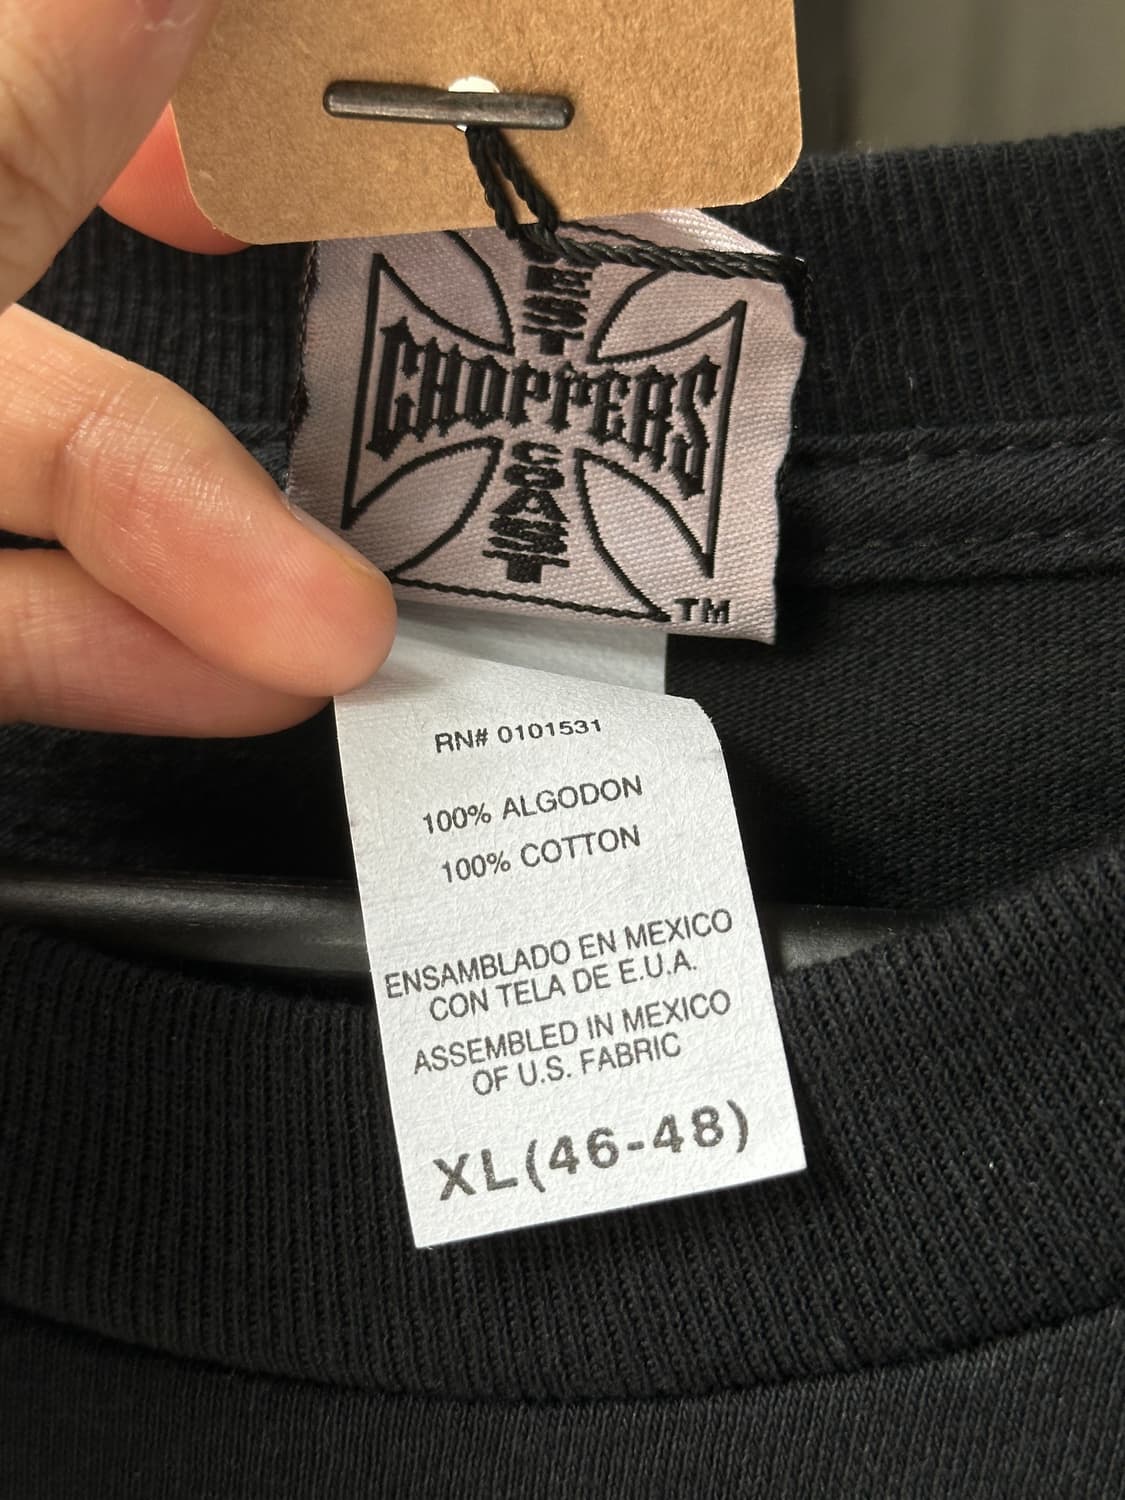 WEST
CHOPPERS
COAST
TM
RN# 0101531
100% ALGODON
100% COTTON
ENSAMBLADO EN MEXICO
CON TELA DE E.U.A.
ASSEMBLED IN MEXICO
OF U.S. FABRIC
XL(46-48)